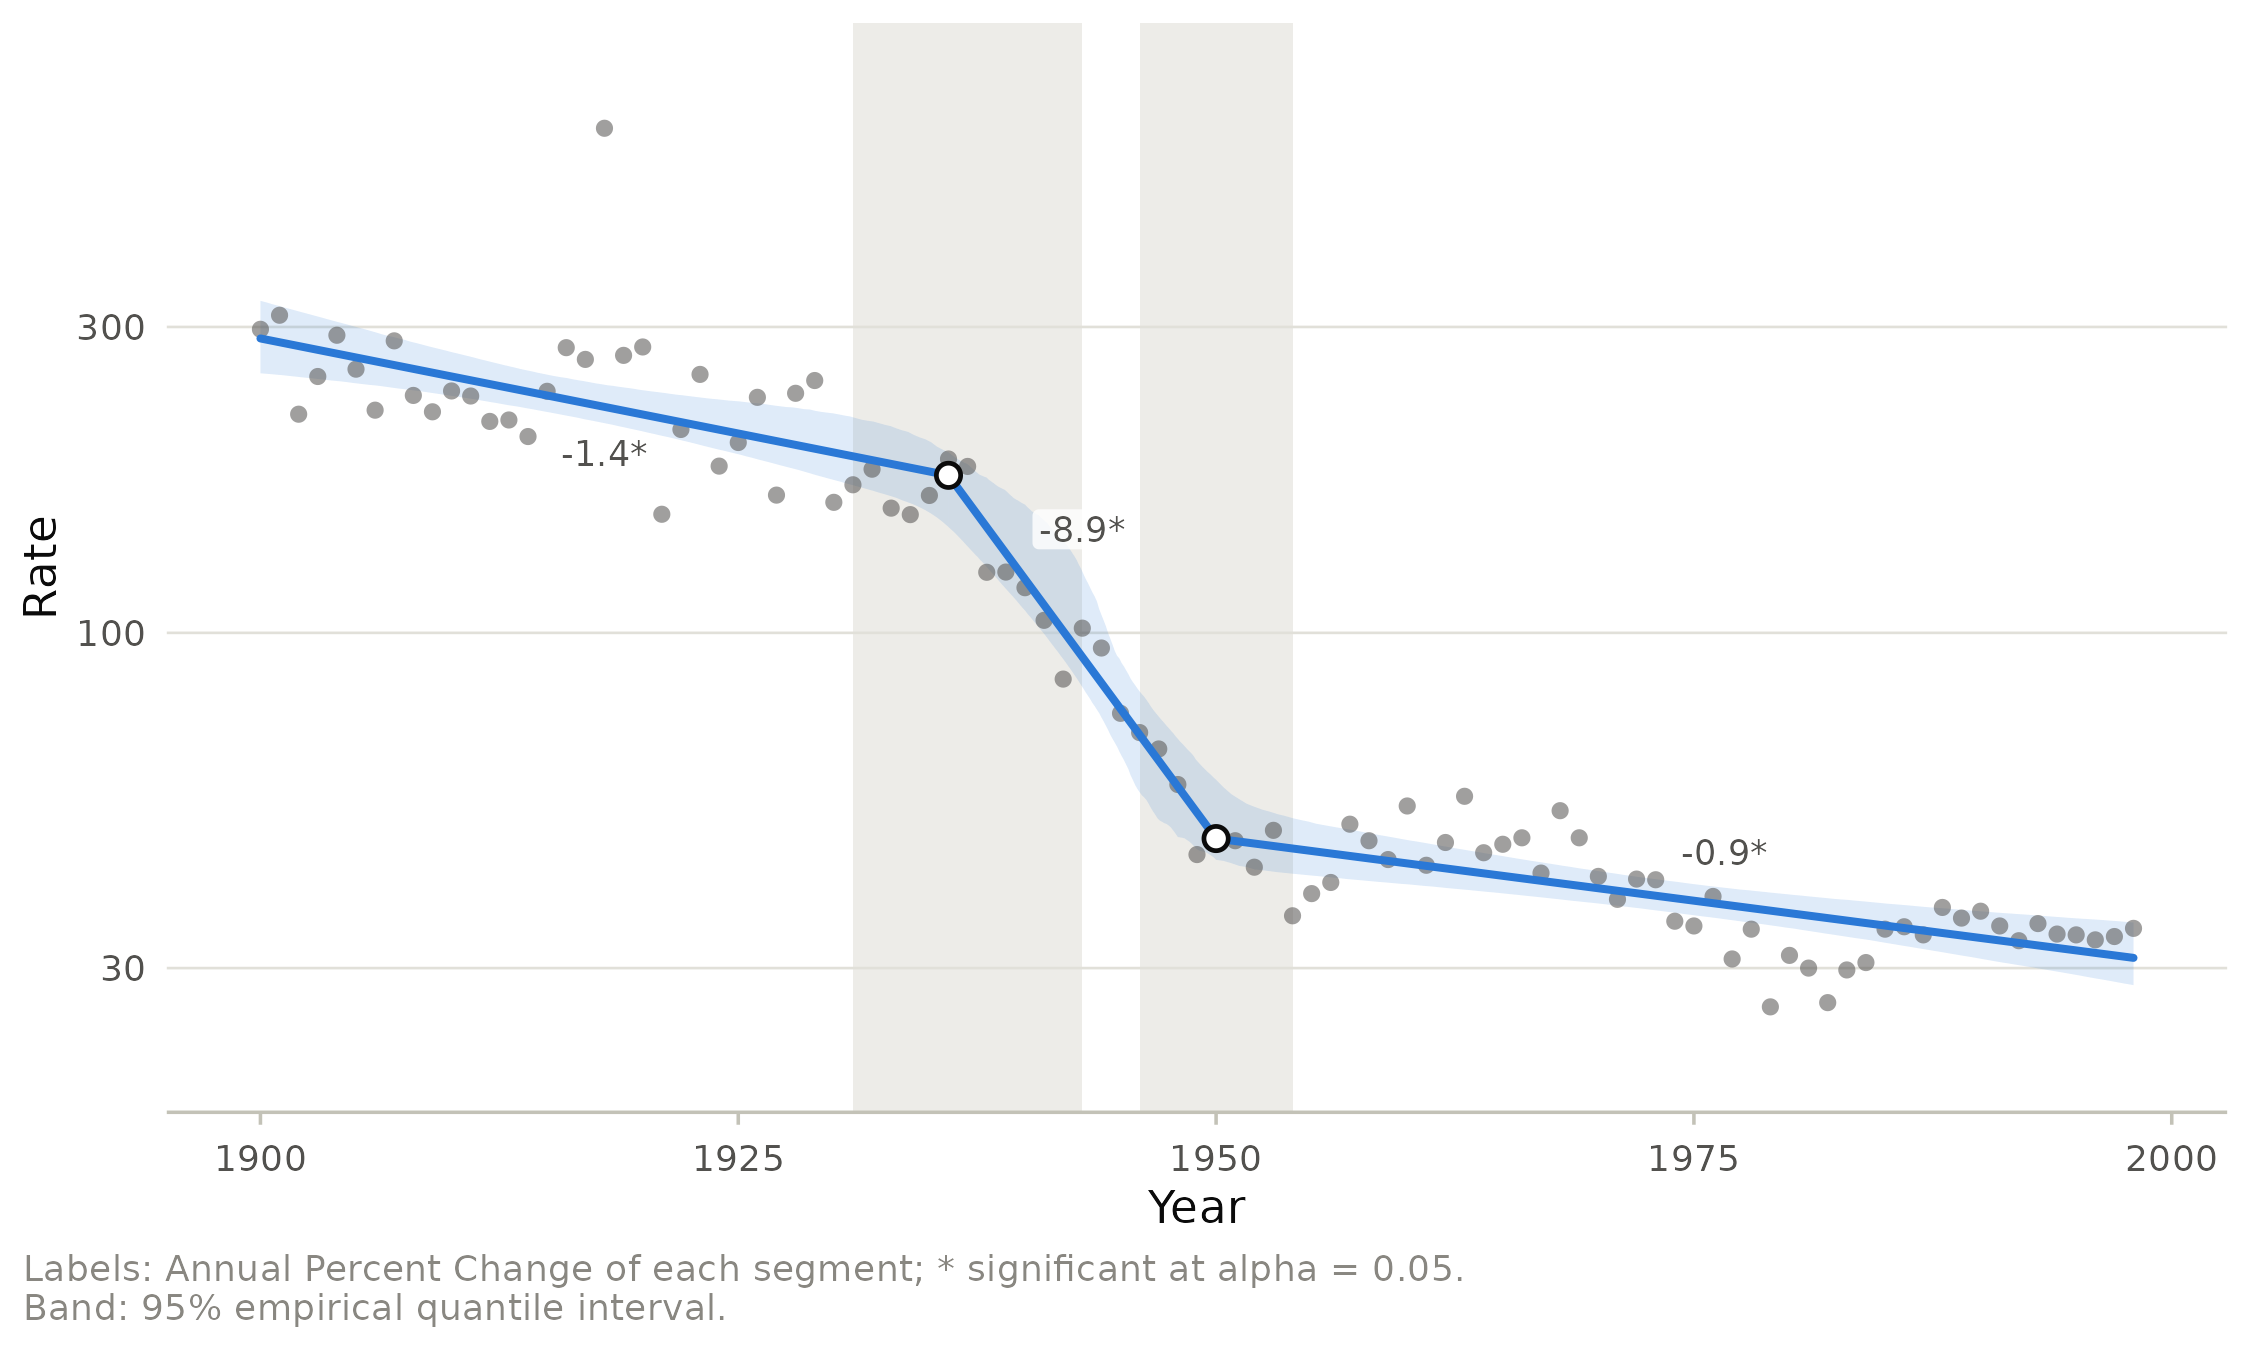 300
100
30
Rate
-1.4*
-8.9*
-0.9*
1900 1925 1950 1975 2000
Year
Labels: Annual Percent Change of each segment; * significant at alpha = 0.05.
Band: 95% empirical quantile interval.